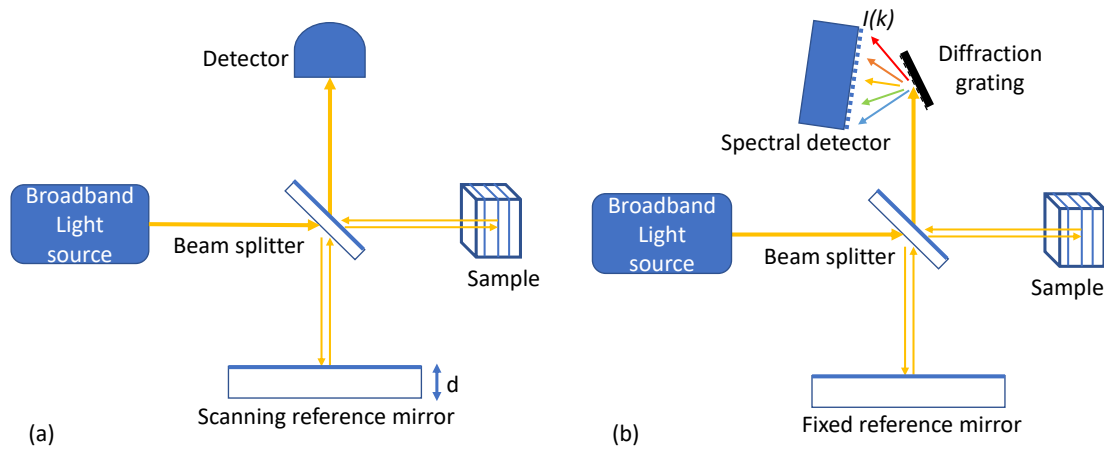 Detector
Broadband
Light
source
Beam splitter
Sample
d
Scanning reference mirror
(a)
I(k)
Diffraction
grating
Spectral detector
Broadband
Light
source
Beam splitter
Sample
Fixed reference mirror
(b)